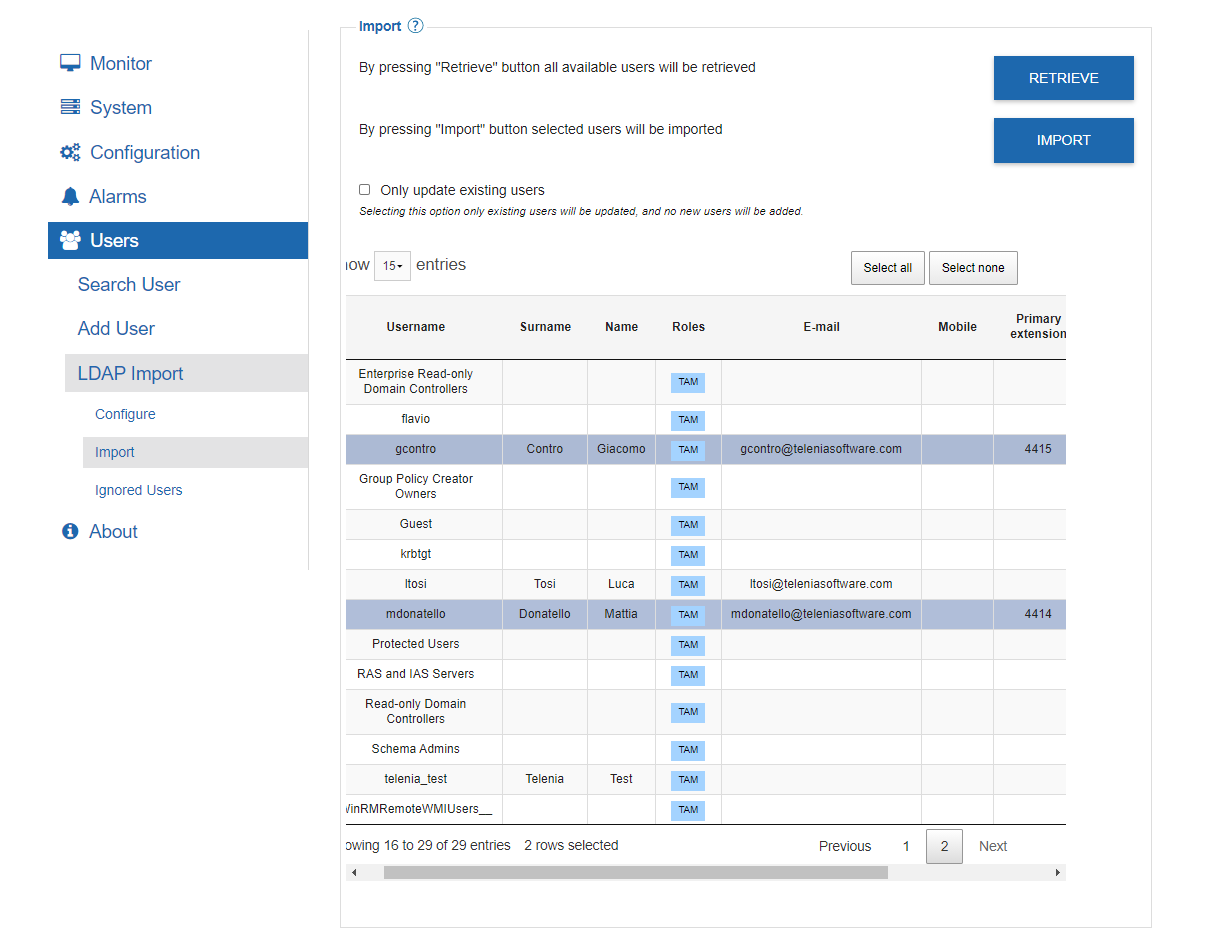 Import ?
Monitor
System
Configuration
Alarms
Users
Search User
Add User
LDAP Import
Configure
Import
Ignored Users
About
By pressing "Retrieve" button all available users will be retrieved
RETRIEVE
By pressing "Import" button selected users will be imported
IMPORT
Only update existing users
Selecting this option only existing users will be updated, and no new users will be added.
15 entries
Select all Select none
Username Surname Name Roles E-mail Mobile Primary
extension
Enterprise Read-only
Domain Controllers TAM
flavio TAM
gcontro Contro Giacomo TAM gcontro@teleniasoftware.com 4415
Group Policy Creator
Owners TAM
Guest TAM
krbtgt TAM
ltosi Tosi Luca TAM ltosi@teleniasoftware.com
mdonatello Donatello Mattia TAM mdonatello@teleniasoftware.com 4414
Protected Users TAM
RAS and IAS Servers TAM
Read-only Domain
Controllers TAM
Schema Admins TAM
telenia_test Telenia Test TAM
inRMRemoteWMIUsers__ TAM
owing 16 to 29 of 29 entries 2 rows selected
Previous 1 2 Next